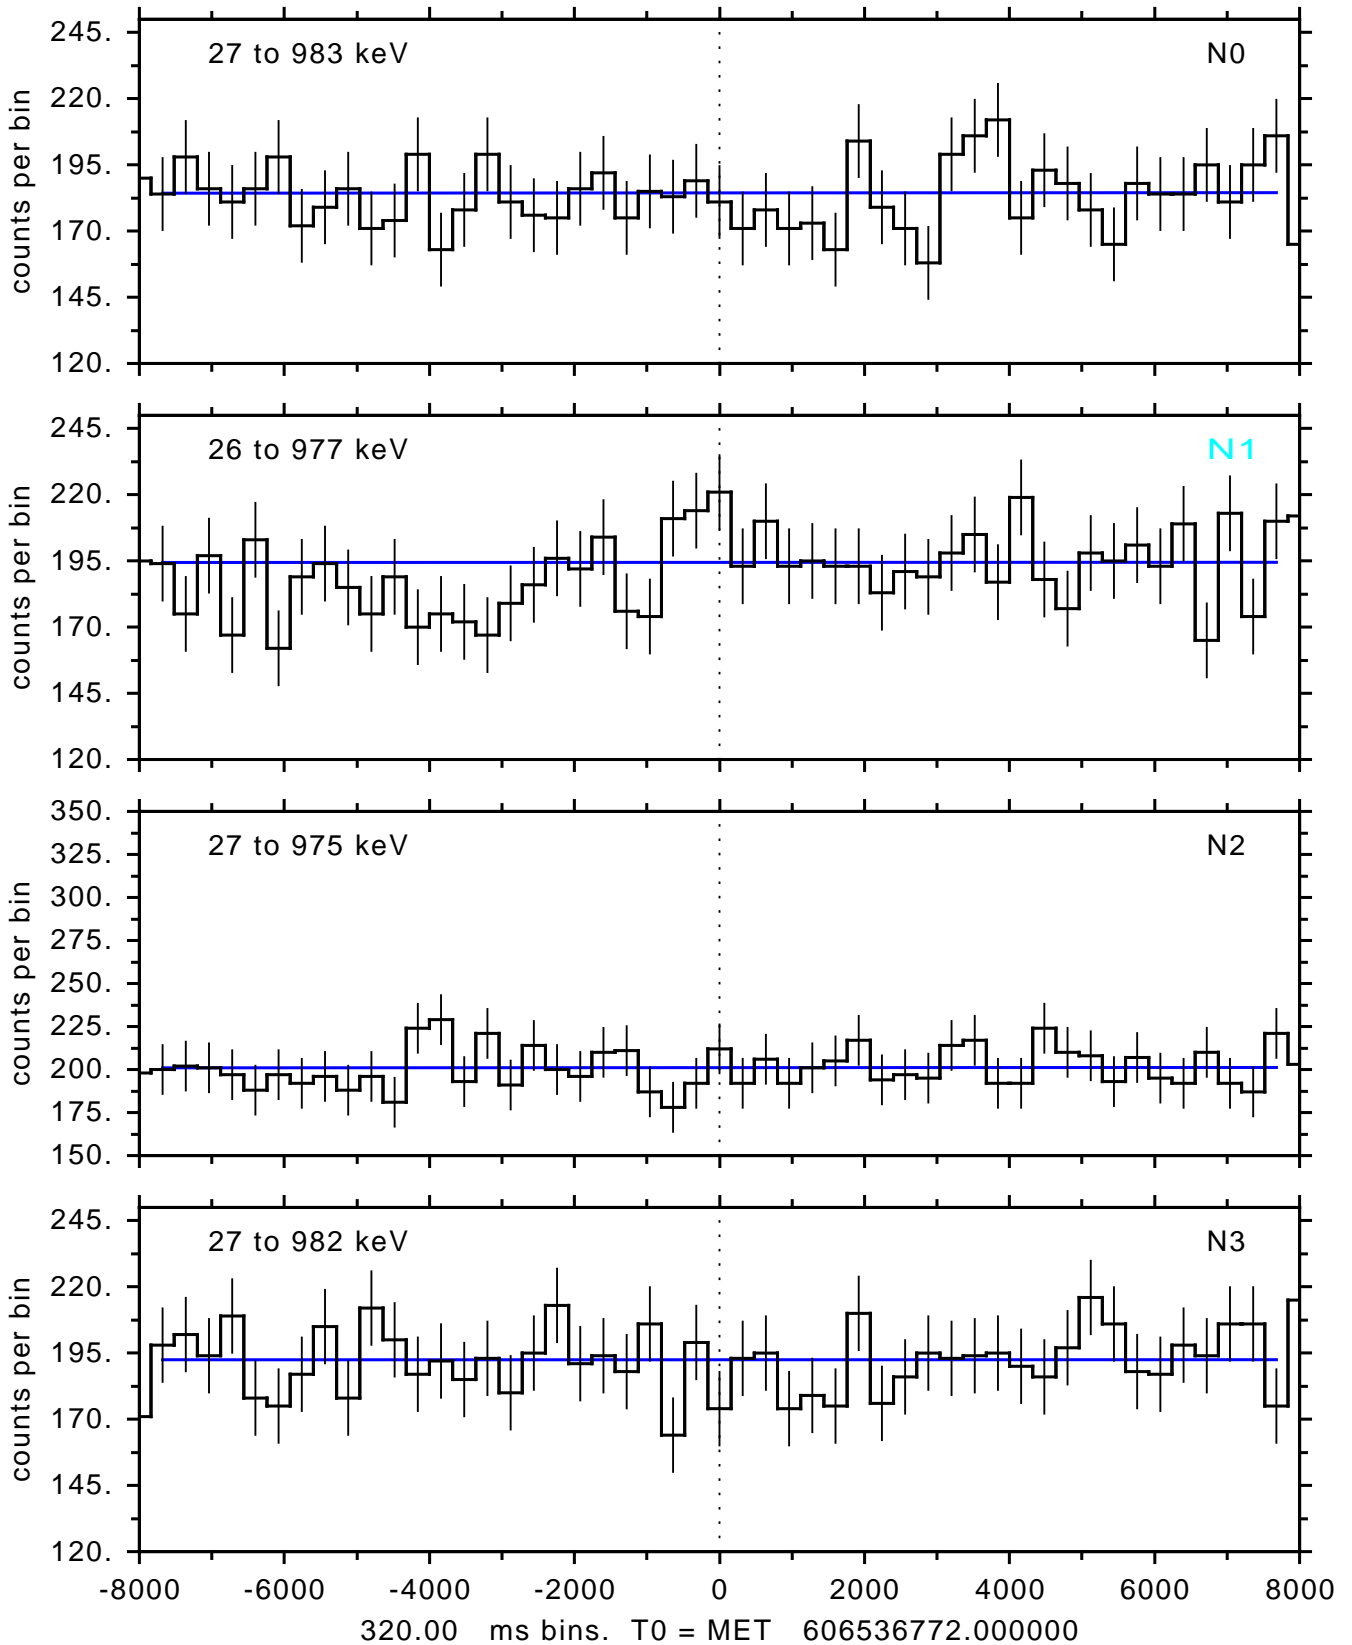 27 to 983 keV N0
245.
220.
195.
170.
145.
120.
counts per bin
26 to 977 keV N1
245.
220.
195.
170.
145.
120.
counts per bin
27 to 975 keV N2
350.
325.
300.
275.
250.
225.
200.
175.
150.
counts per bin
27 to 982 keV N3
245.
220.
195.
170.
145.
120.
counts per bin
-8000 -6000 -4000 -2000 0 2000 4000 6000 8000
320.00 ms bins. T0 = MET 606536772.000000